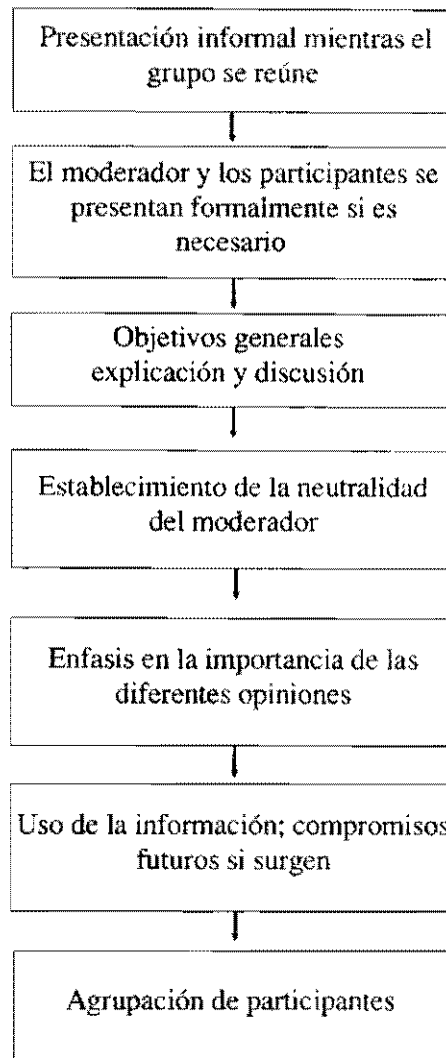 Presentación informal mientras el
grupo se reúne
El moderador y los participantes se
presentan formalmente si es
necesario
Objetivos generales
explicación y discusión
Establecimiento de la neutralidad
del moderador
Enfasis en la importancia de las
diferentes opiniones
Uso de la información; compromisos
futuros si surgen
Agrupación de participantes